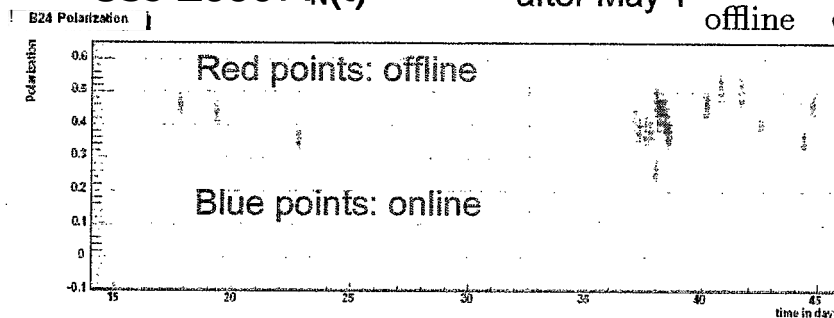 after May 1
offline
B24 Polarization
Polarization
0.6
0.5
0.4
0.3
0.2
0.1
0
-0.1
Red points: offline
Blue points: online
15
20
25
30
35
40
45
time in day